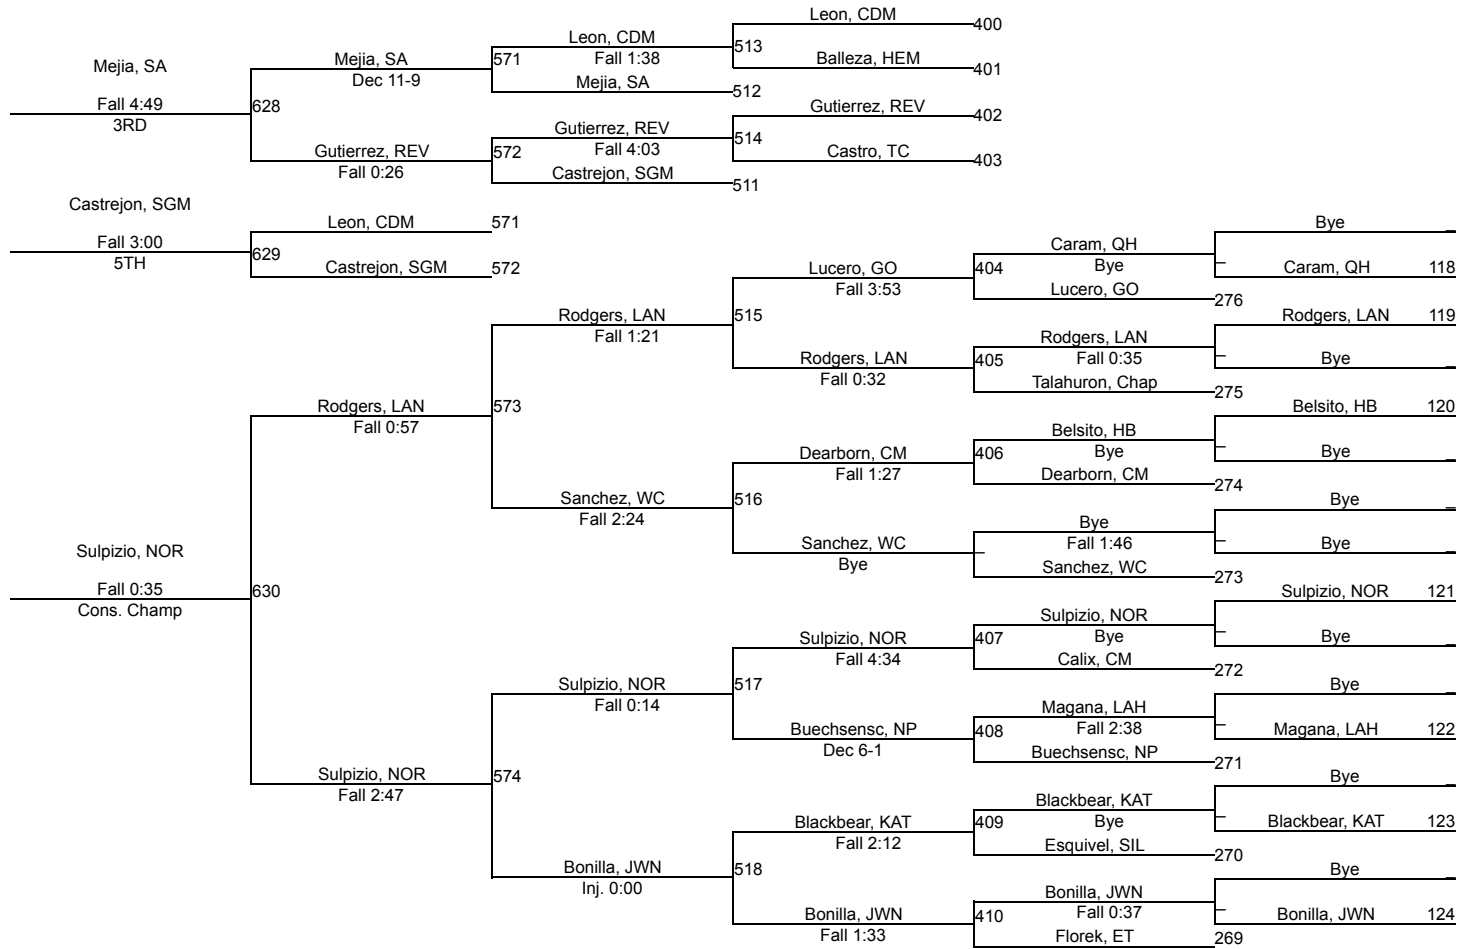 Leon, CDM
400
Leon, CDM
513
Mejia, SA
571
Fall 1:38
Balleza, HEM
401
Mejia, SA
Dec 11-9
Mejia, SA
512
Fall 4:49
628
Gutierrez, REV
402
3RD
Gutierrez, REV
514
Gutierrez, REV
572
Fall 4:03
Castro, TC
403
Fall 0:26
Castrejon, SGM
511
Castrejon, SGM
Leon, CDM
571
Bye
_
Fall 3:00
629
Caram, QH
5TH
Castrejon, SGM
572
Lucero, GO
404
Bye
_
Caram, QH
118
Fall 3:53
Lucero, GO
276
Rodgers, LAN
515
Rodgers, LAN
119
Fall 1:21
Rodgers, LAN
Rodgers, LAN
405
Fall 0:35
_
Bye
_
Fall 0:32
Talahuron, Chap
275
Rodgers, LAN
573
Belsito, HB
120
Fall 0:57
Belsito, HB
Dearborn, CM
406
Bye
_
Bye
_
Fall 1:27
Dearborn, CM
274
Sanchez, WC
516
Bye
_
Fall 2:24
Bye
Sanchez, WC
_
Fall 1:46
_
Bye
_
Sulpizio, NOR
Bye
Sanchez, WC
273
Fall 0:35
630
Sulpizio, NOR
121
Cons. Champ
Sulpizio, NOR
Sulpizio, NOR
407
Bye
_
Bye
_
Fall 4:34
Calix, CM
272
Sulpizio, NOR
517
Bye
_
Fall 0:14
Magana, LAH
Buechsensc, NP
408
Fall 2:38
_
Magana, LAH
122
Dec 6-1
Buechsensc, NP
271
Sulpizio, NOR
574
Bye
_
Fall 2:47
Blackbear, KAT
Blackbear, KAT
409
Bye
_
Blackbear, KAT
123
Fall 2:12
Esquivel, SIL
270
Bonilla, JWN
518
Bye
_
Inj. 0:00
Bonilla, JWN
Bonilla, JWN
410
Fall 0:37
_
Bonilla, JWN
124
Fall 1:33
Florek, ET
269